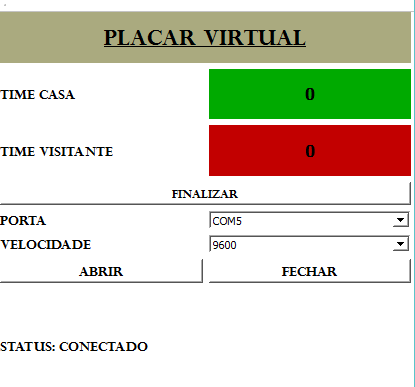 PLACAR VIRTUAL
TIME CASA 0
TIME VISITANTE 0
FINALIZAR
PORTA COM5
VELOCIDADE 9600
ABRIR FECHAR
STATUS: CONECTADO